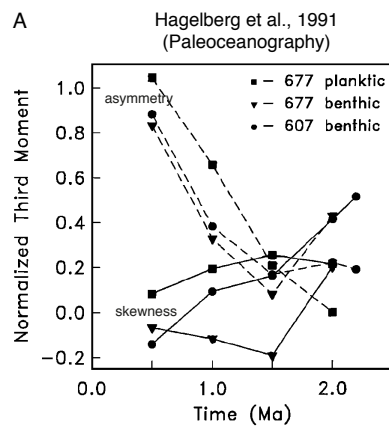 A
Hagelberg et al., 1991
(Paleoceanography)
677 planktic
677 benthic
607 benthic
asymmetry
skewness
Normalized Third Moment
1.0
0.8
0.6
0.4
0.2
0.0
−0.2
0.0 1.0 2.0
Time (Ma)